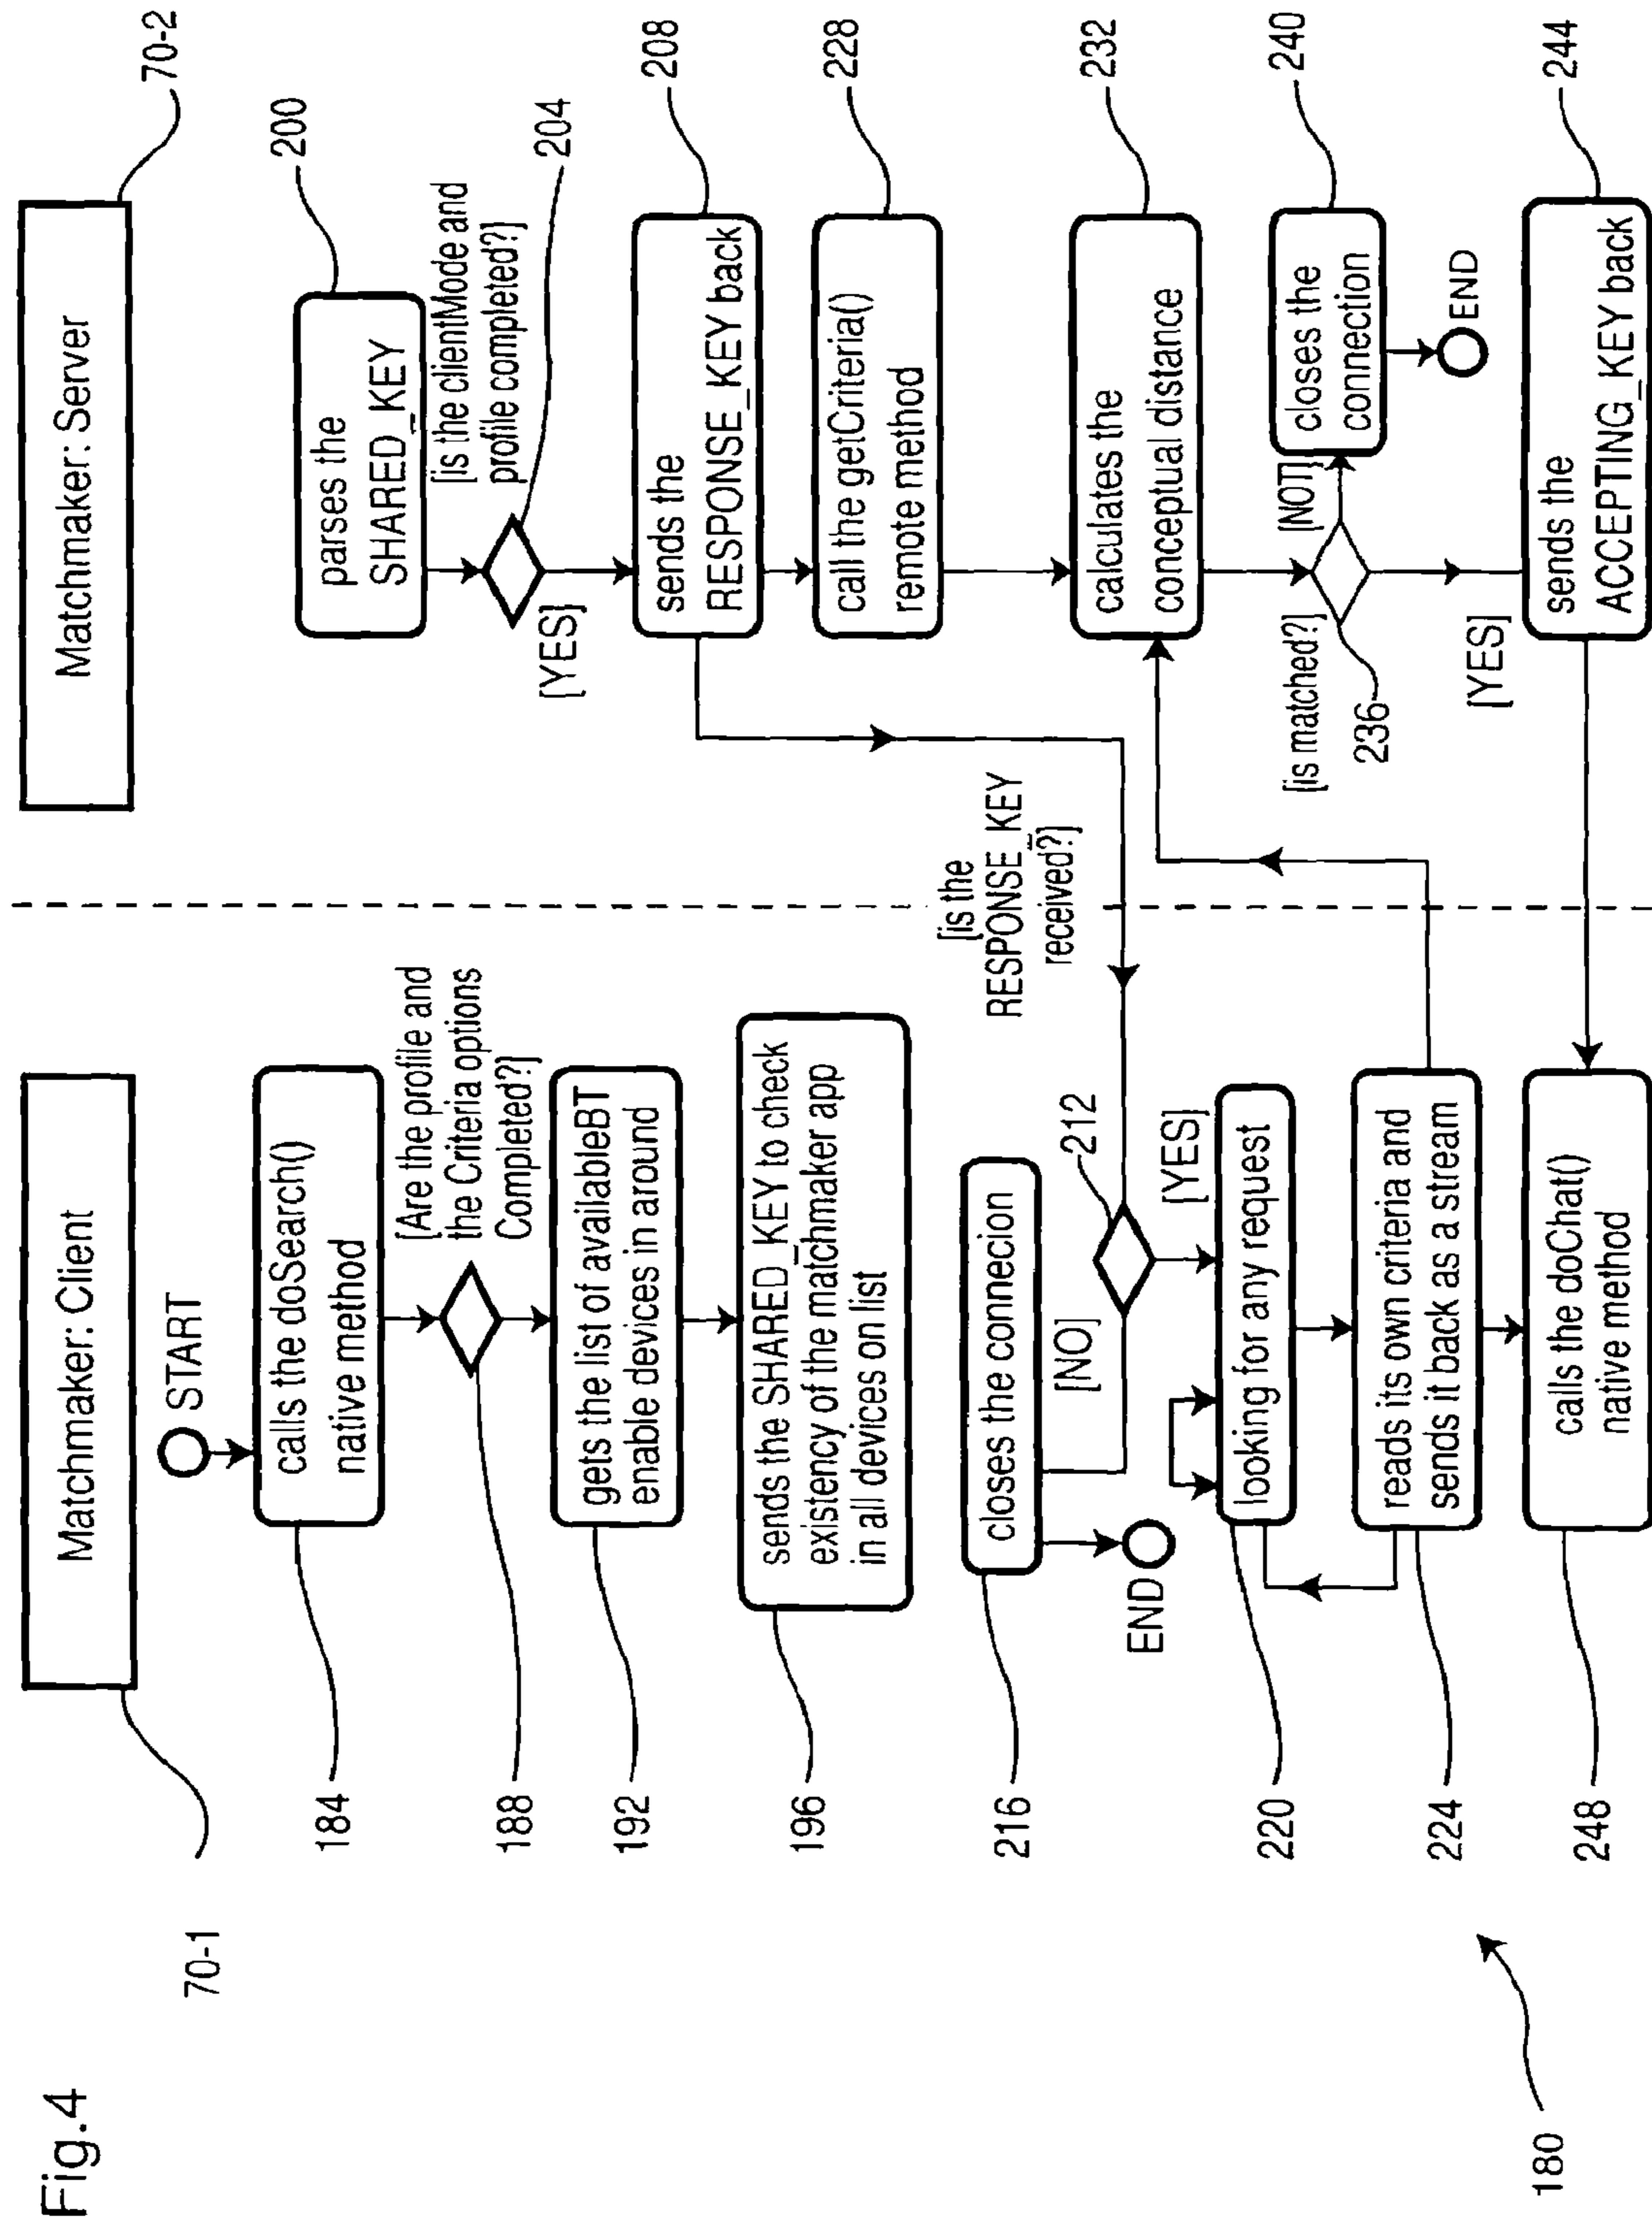 Fig.4
70-1
Matchmaker: Client
START
184
calls the doSearch()
native method
[Are the profile and
the Criteria options
Completed?]
188
192
gets the list of availableBT
enable devices in around
196
sends the SHARED_KEY to check
existency of the matchmaker app
in all devices on list
[is the
RESPONSE_KEY
received?]
216
closes the connecion
END
[NO]
212
[YES]
220
looking for any request
224
reads its own criteria and
sends it back as a stream
248
calls the doChat()
native method
180
Matchmaker: Server
70-2
200
parses the
SHARED_KEY
[is the clientMode and
profile completed?]
204
[YES]
208
sends the
RESPONSE_KEY back
228
call the getCriteria()
remote method
232
calculates the
conceptual distance
[is matched?]
236
[NOT]
240
closes the
connection
END
[YES]
244
sends the
ACCEPTING_KEY back